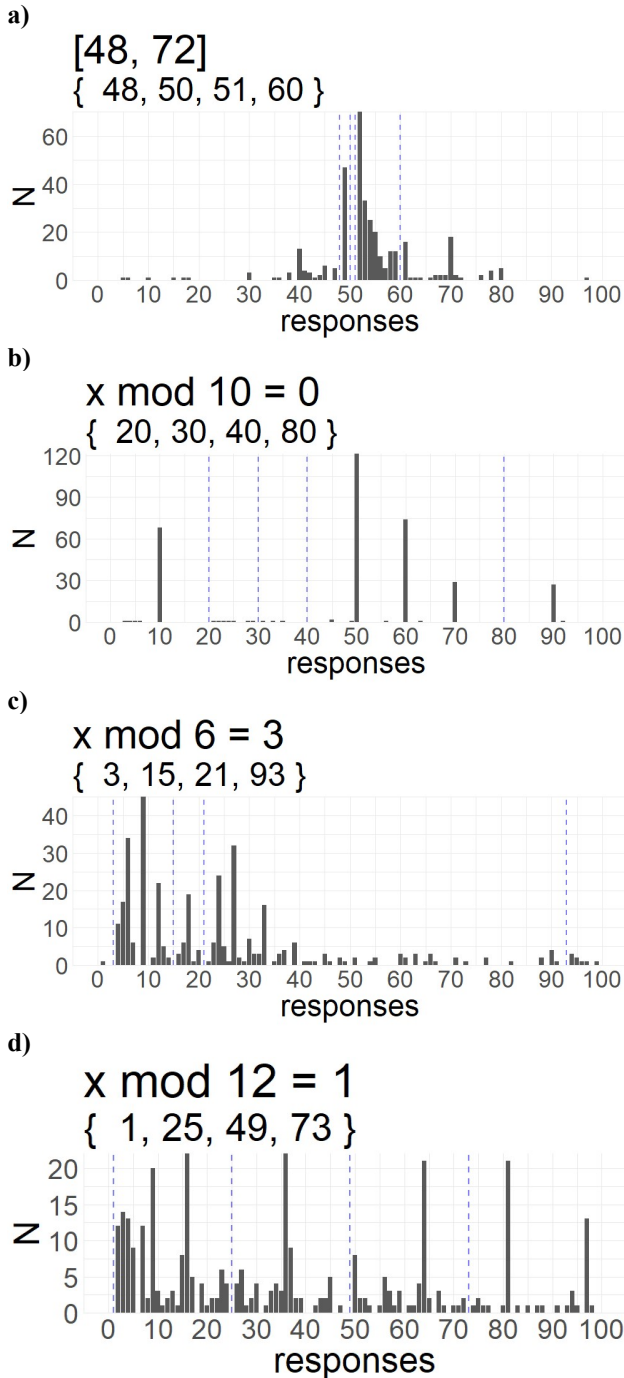 a)
[48, 72]
{ 48, 50, 51, 60 }
60
40
20
0
N
0 10 20 30 40 50 60 70 80 90 100
responses
b)
x mod 10 = 0
{ 20, 30, 40, 80 }
120
90
60
30
0
N
0 10 20 30 40 50 60 70 80 90 100
responses
c)
x mod 6 = 3
{ 3, 15, 21, 93 }
40
30
20
10
0
N
0 10 20 30 40 50 60 70 80 90 100
responses
d)
x mod 12 = 1
{ 1, 25, 49, 73 }
20
15
10
5
0
N
0 10 20 30 40 50 60 70 80 90 100
responses